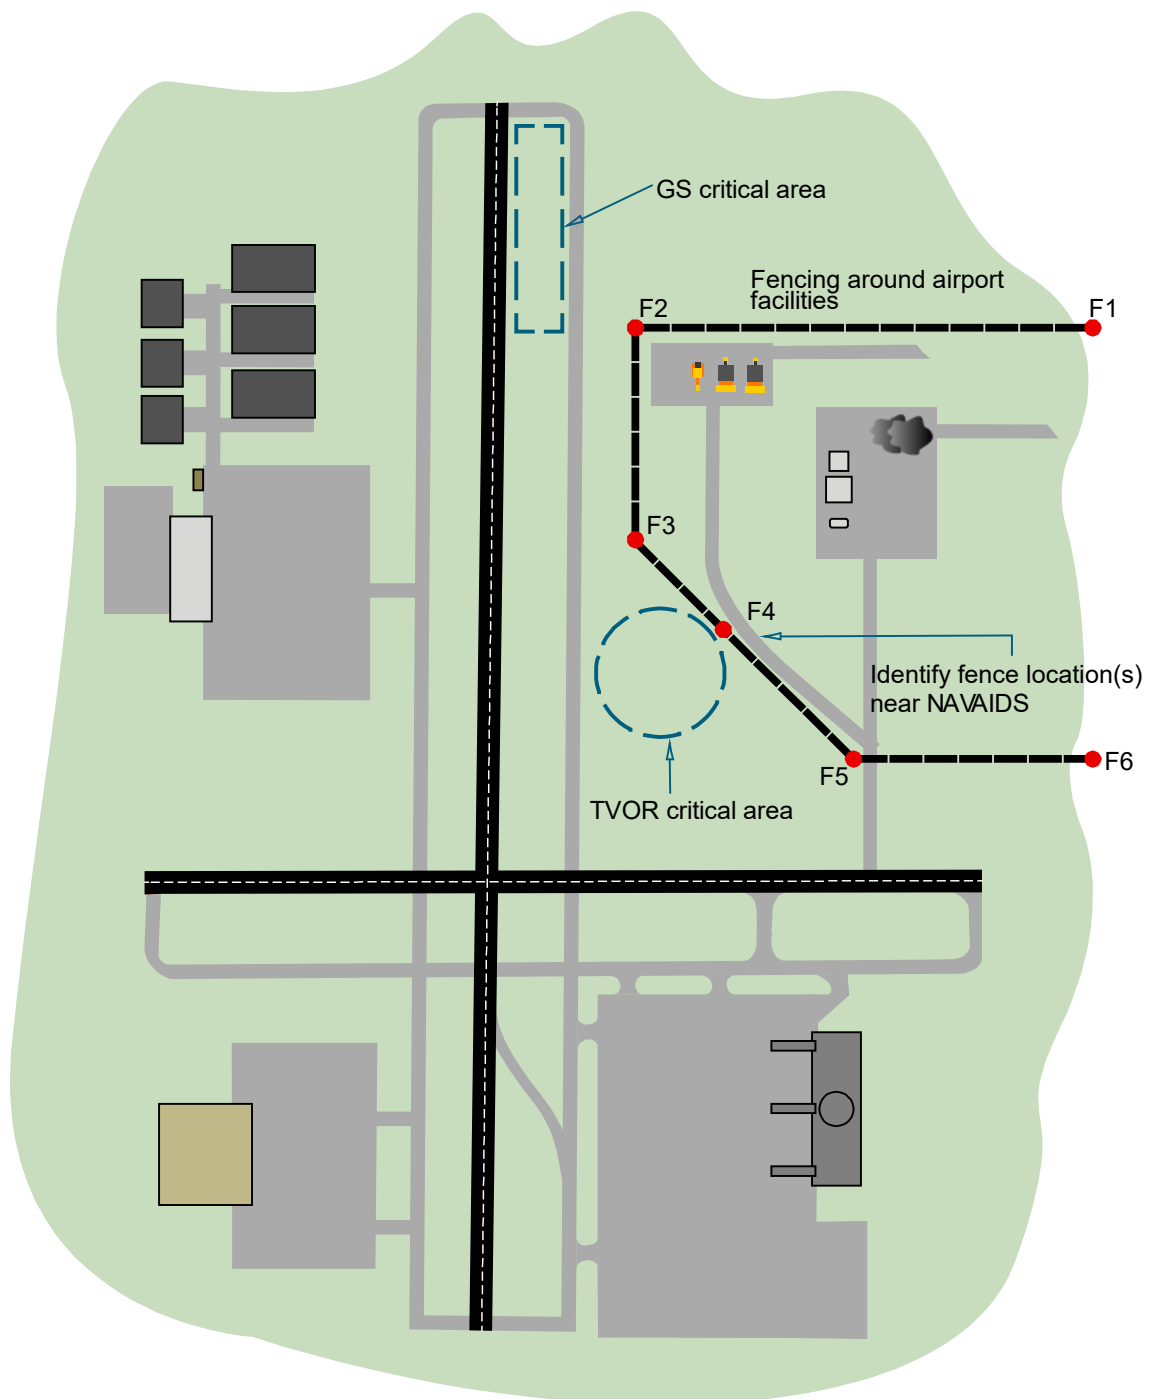 GS critical area
Fencing around airport
facilities
F2
F1
F3
F4
Identify fence location(s)
near NAVAIDS
F5
F6
TVOR critical area